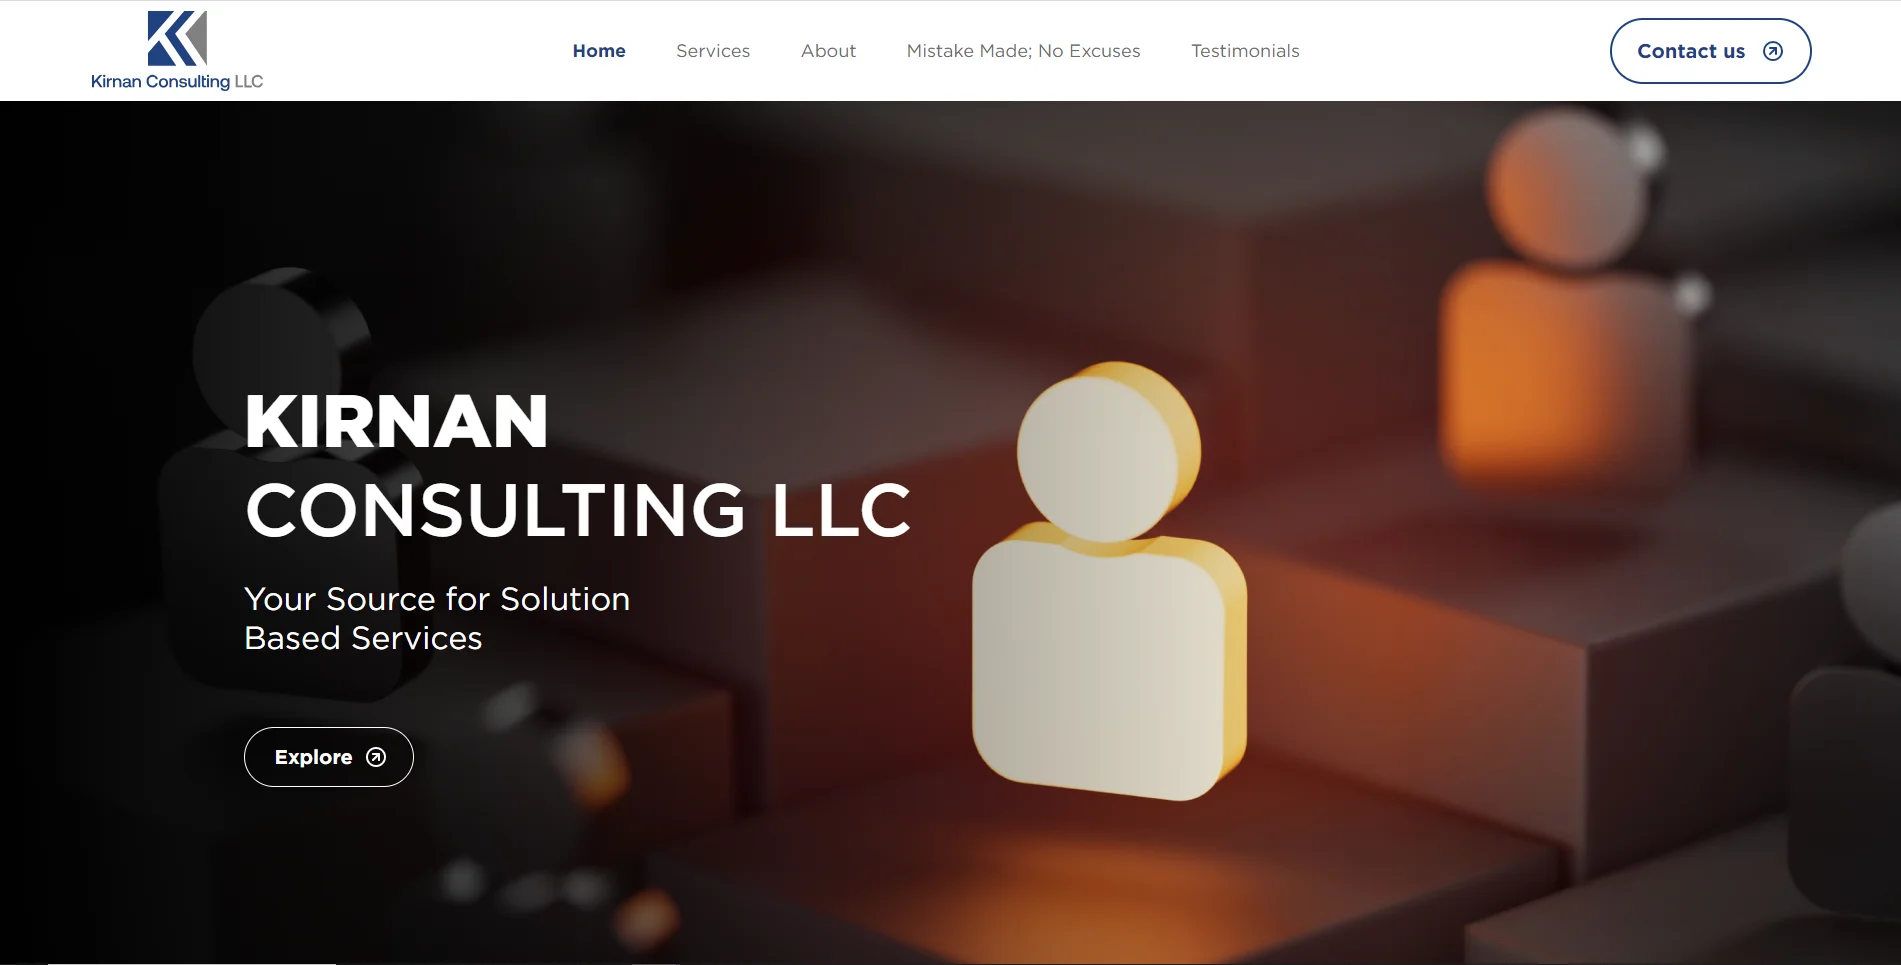 Kirnan Consulting LLC
Home
Services
About
Mistake Made; No Excuses
Testimonials
Contact us
KIRNAN
CONSULTING LLC
Your Source for Solution
Based Services
Explore